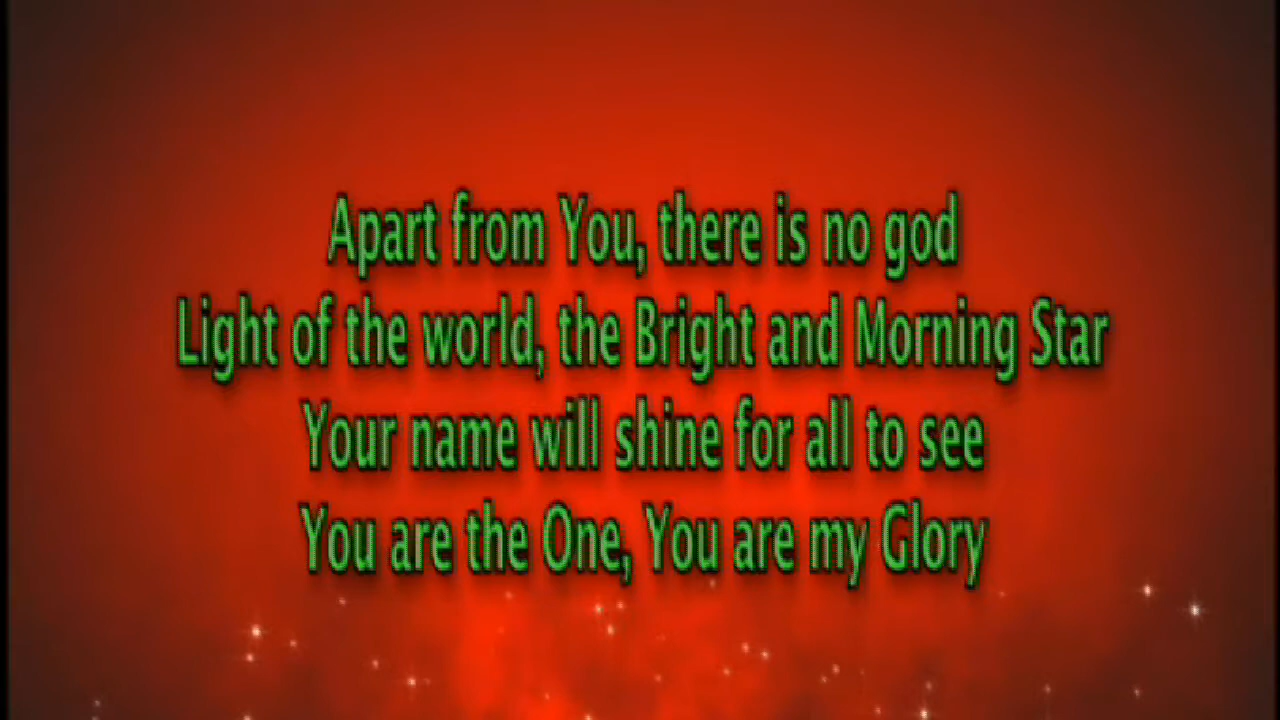 Apart from You, there is no god
Light of the world, the Bright and Morning Star
Your name will shine for all to see
You are the One, You are my Glory